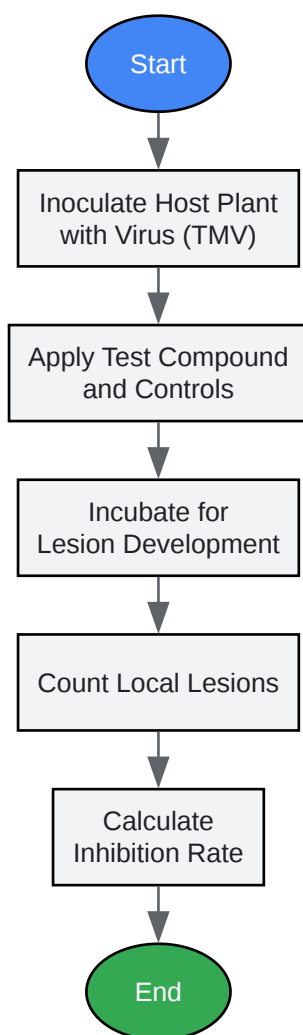 Start
Inoculate Host Plant
with Virus (TMV)
Apply Test Compound
and Controls
Incubate for
Lesion Development
Count Local Lesions
Calculate
Inhibition Rate
End